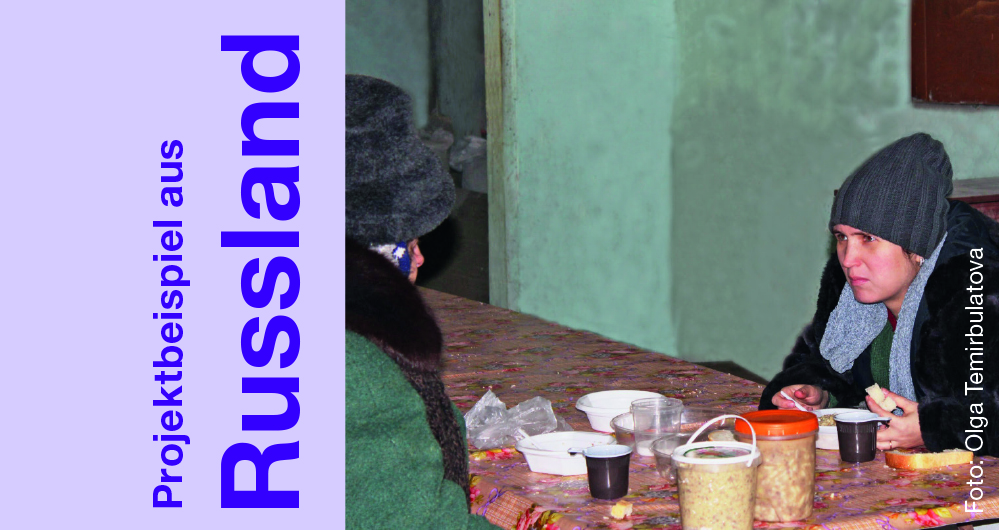 Projektbeispiel aus
Russland
Foto: Olga Temirbulatova